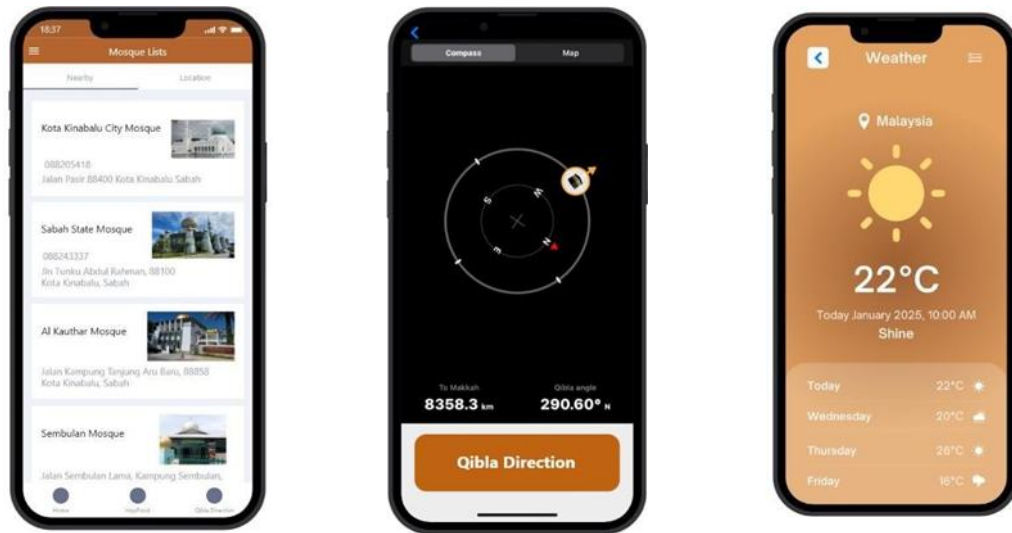 18:37
Mosque Lists
Nearby
Location
Kota Kinabalu City Mosque
088205418
Jalan Pasir 88400 Kota Kinabalu Sabah
Sabah State Mosque
088243337
Jln Tunku Abdul Rahman, 88100
Kota Kinabalu, Sabah
Al Kauthar Mosque
Jalan Kampung Tanjung Aru Baru, 88858
Kota Kinabalu, Sabah
Sembulan Mosque
Jalan Sembulan Lama, Kampung Sembulan,
Home
Qibla Direction
Compass
Map
S
W
E
N
To Makkah
8358.3 km
Qibla angle
290.60° N
Qibla Direction
Weather
Malaysia
22°C
Today January 2025, 10:00 AM
Shine
Today 22°C
Wednesday 20°C
Thursday 26°C
Friday 16°C